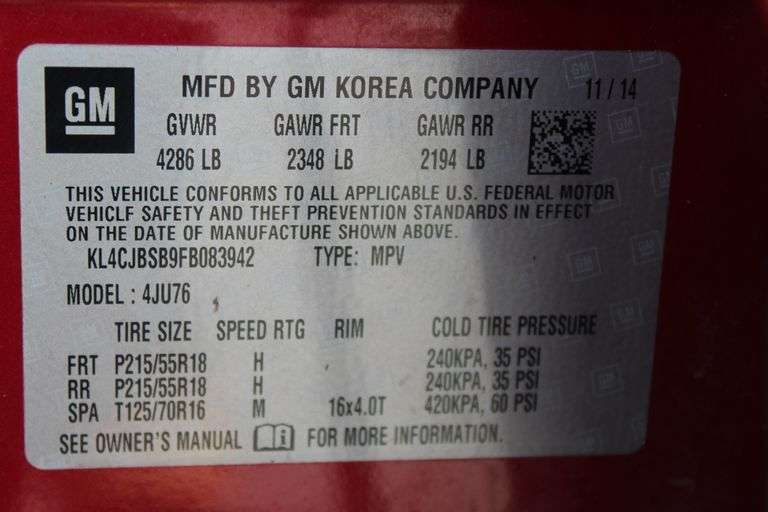 GM MFD BY GM KOREA COMPANY 11/14
GVWR GAWR FRT GAWR RR
4286 LB 2348 LB 2194 LB
THIS VEHICLE CONFORMS TO ALL APPLICABLE U.S. FEDERAL MOTOR
VEHICLE SAFETY AND THEFT PREVENTION STANDARDS IN EFFECT
ON THE DATE OF MANUFACTURE SHOWN ABOVE.
KL4CJBSB9FB083942 TYPE: MPV
MODEL: 4JU76
TIRE SIZE SPEED RTG RIM COLD TIRE PRESSURE
FRT P215/55R18 H 240KPA, 35 PSI
RR P215/55R18 H 240KPA, 35 PSI
SPA T125/70R16 M 16x4.0T 420KPA, 60 PSI
SEE OWNER'S MANUAL i FOR MORE INFORMATION.